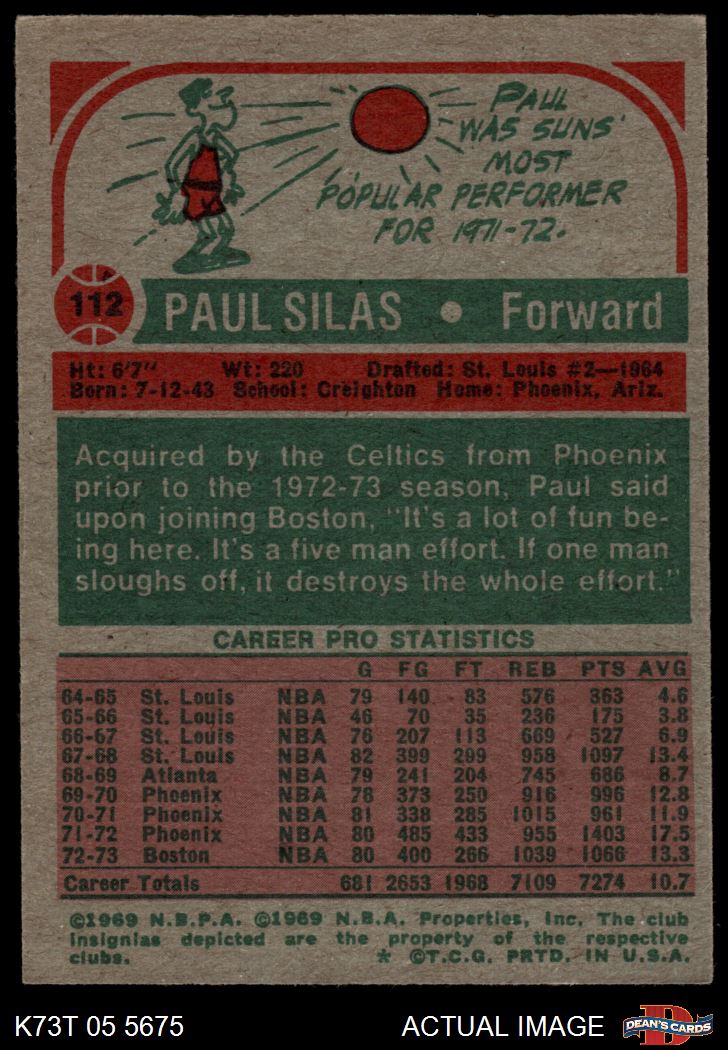 PAUL
WAS SUNS'
MOST
POPULAR PERFORMER
FOR 1971-72.
112 PAUL SILAS • Forward
Ht: 6'7" Wt: 220 Drafted: St. Louis #2—1964
Born: 7-12-43 School: Creighton Home: Phoenix, Ariz.
Acquired by the Celtics from Phoenix
prior to the 1972-73 season, Paul said
upon joining Boston, "It's a lot of fun be-
ing here. It's a five man effort. If one man
sloughs off, it destroys the whole effort."
CAREER PRO STATISTICS
G FG FT REB PTS AVG
64-65 St. Louis NBA 79 140 83 576 363 4.6
65-66 St. Louis NBA 46 70 35 236 175 3.8
66-67 St. Louis NBA 76 207 113 669 527 6.9
67-68 St. Louis NBA 82 399 299 958 1097 13.4
68-69 Atlanta NBA 79 241 204 745 686 8.7
69-70 Phoenix NBA 78 373 250 916 996 12.8
70-71 Phoenix NBA 81 338 285 1015 961 11.9
71-72 Phoenix NBA 80 485 433 955 1403 17.5
72-73 Boston NBA 80 400 266 1039 1066 13.3
Career Totals 681 2653 1968 7109 7274 10.7
©1969 N.B.P.A. ©1969 N.B.A. Properties, Inc. The club
insignias depicted are the property of the respective
clubs. * ©T.C.G. PRTD. IN U.S.A.
K73T 05 5675 ACTUAL IMAGE D DEAN'S CARDS